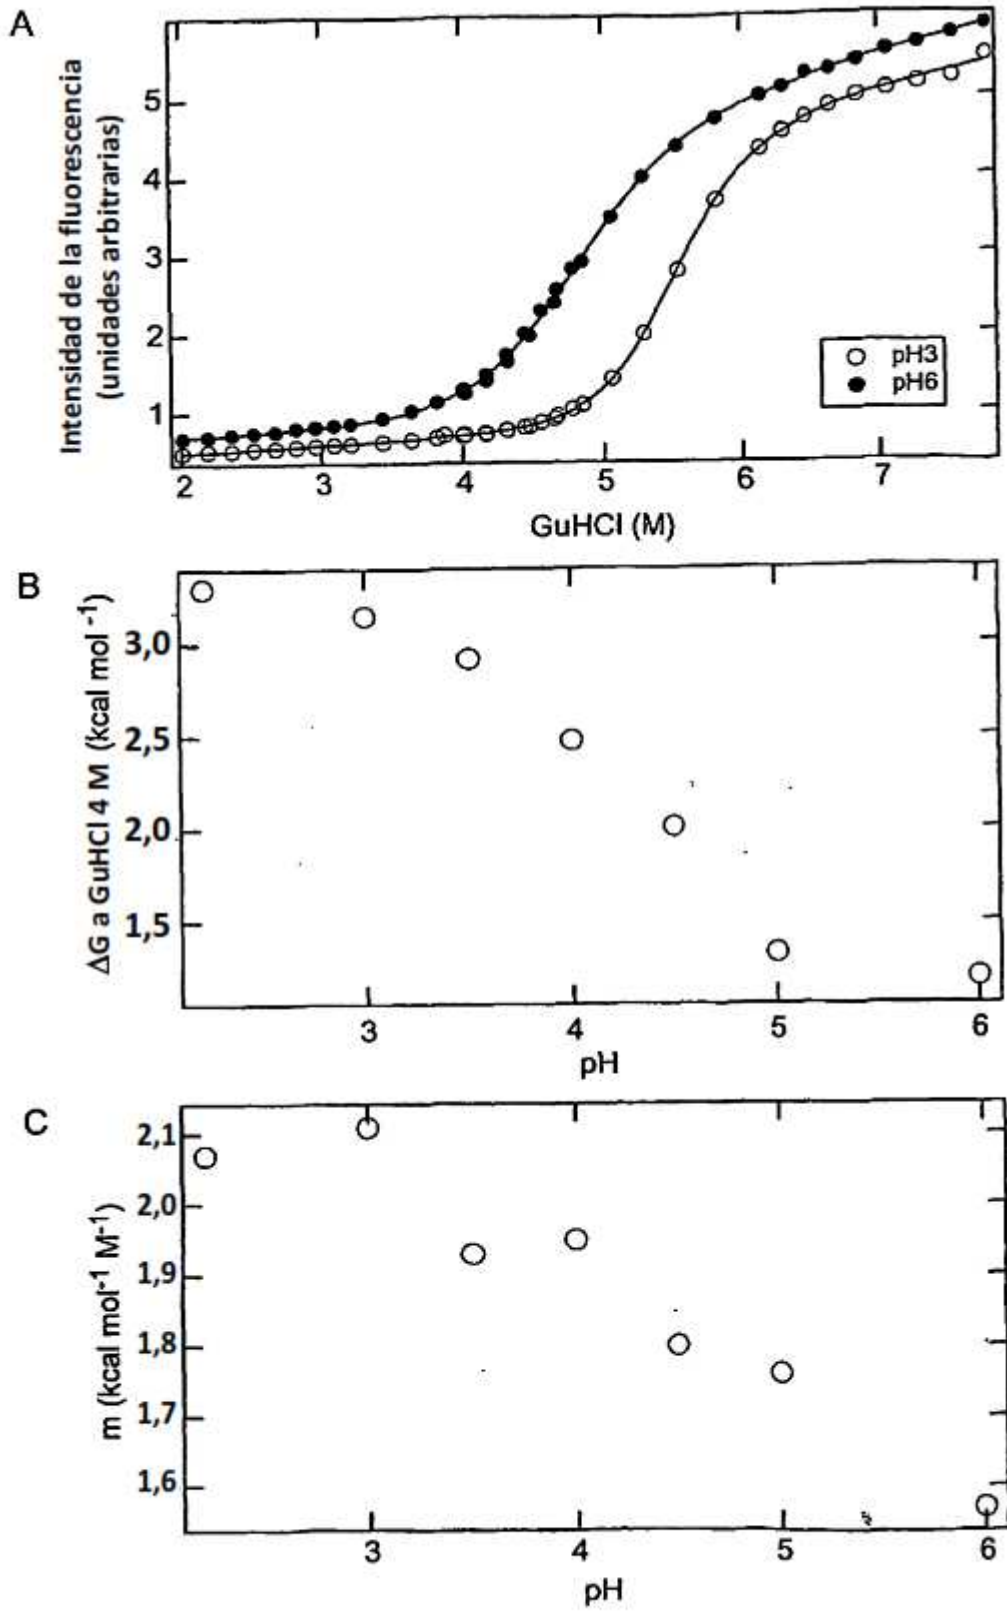 A
Intensidad de la fluorescencia
(unidades arbitrarias)
5
4
3
2
1
pH3
pH6
2 3 4 5 6 7
GuHCl (M)
B
ΔG a GuHCl 4 M (kcal mol -1)
3,0
2,5
2,0
1,5
3 4 5 6
pH
C
m (kcal mol-1 M-1)
2,1
2,0
1,9
1,8
1,7
1,6
3 4 5 6
pH